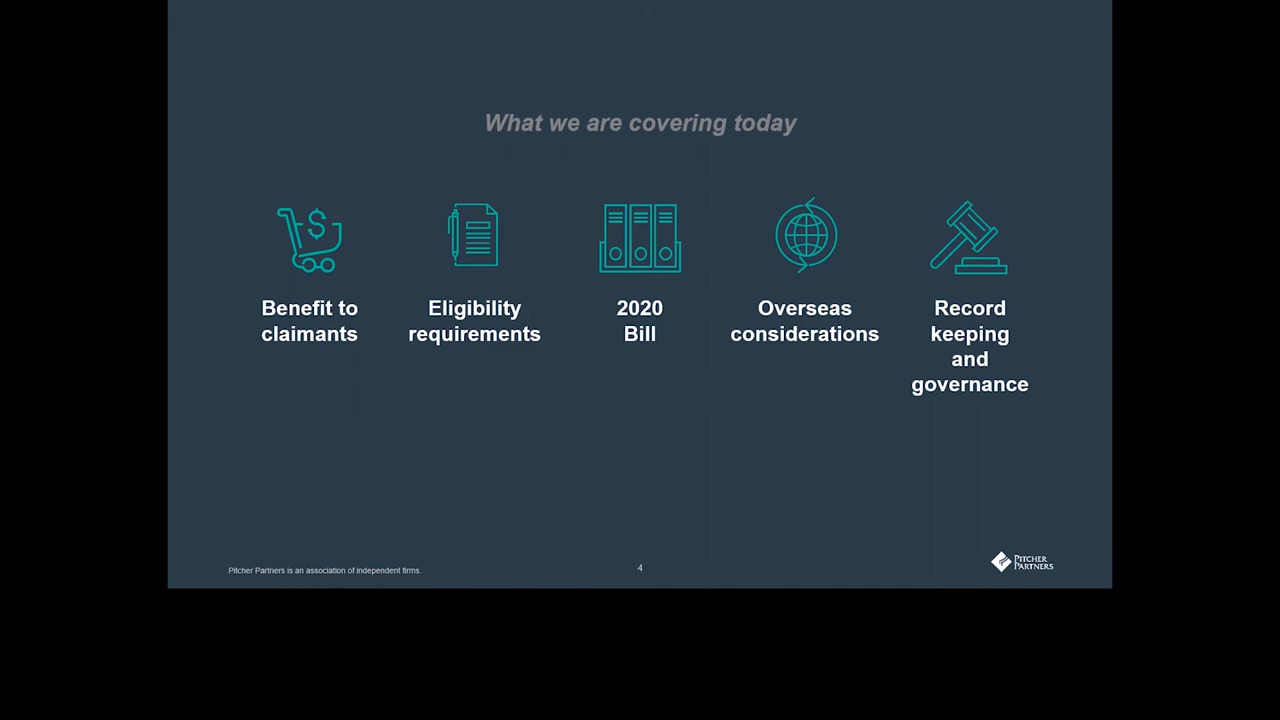 What we are covering today
Benefit to
claimants
Eligibility
requirements
2020
Bill
Overseas
considerations
Record
keeping
and
governance
Pitcher Partners is an association of independent firms.
4
PITCHER
PARTNERS